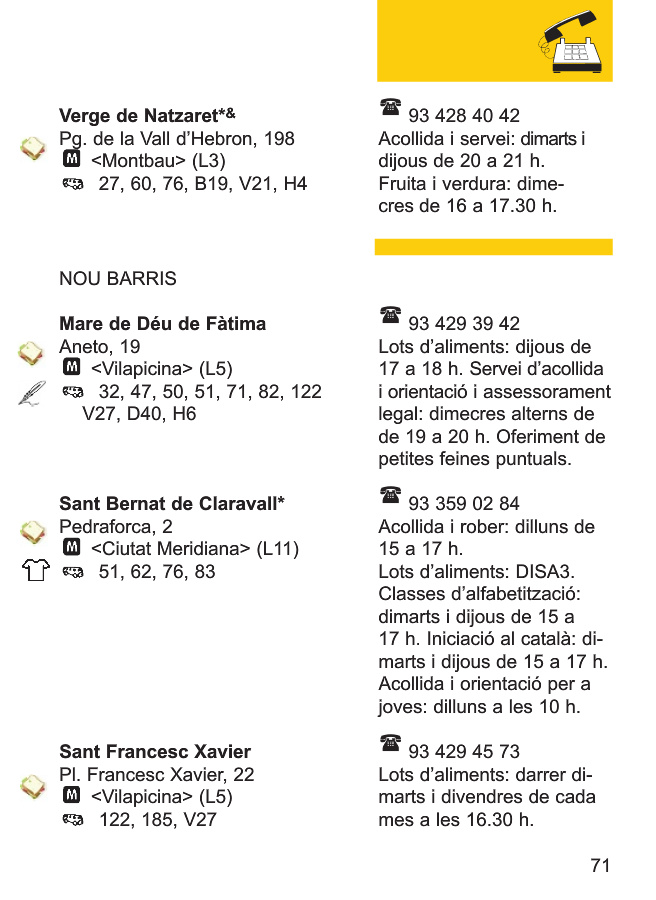 Verge de Natzaret*&
Pg. de la Vall d'Hebron, 198
M <Montbau> (L3)
27, 60, 76, B19, V21, H4
93 428 40 42
Acollida i servei: dimarts i
dijous de 20 a 21 h.
Fruita i verdura: dime-
cres de 16 a 17.30 h.
NOU BARRIS
Mare de Déu de Fàtima
Aneto, 19
M <Vilapicina> (L5)
32, 47, 50, 51, 71, 82, 122
V27, D40, H6
93 429 39 42
Lots d'aliments: dijous de
17 a 18 h. Servei d'acollida
i orientació i assessorament
legal: dimecres alterns de
de 19 a 20 h. Oferiment de
petites feines puntuals.
Sant Bernat de Claravall*
Pedraforca, 2
M <Ciutat Meridiana> (L11)
51, 62, 76, 83
93 359 02 84
Acollida i rober: dilluns de
15 a 17 h.
Lots d'aliments: DISA3.
Classes d'alfabetització:
dimarts i dijous de 15 a
17 h. Iniciació al català: di-
marts i dijous de 15 a 17 h.
Acollida i orientació per a
joves: dilluns a les 10 h.
Sant Francesc Xavier
Pl. Francesc Xavier, 22
M <Vilapicina> (L5)
122, 185, V27
93 429 45 73
Lots d'aliments: darrer di-
marts i divendres de cada
mes a les 16.30 h.
71